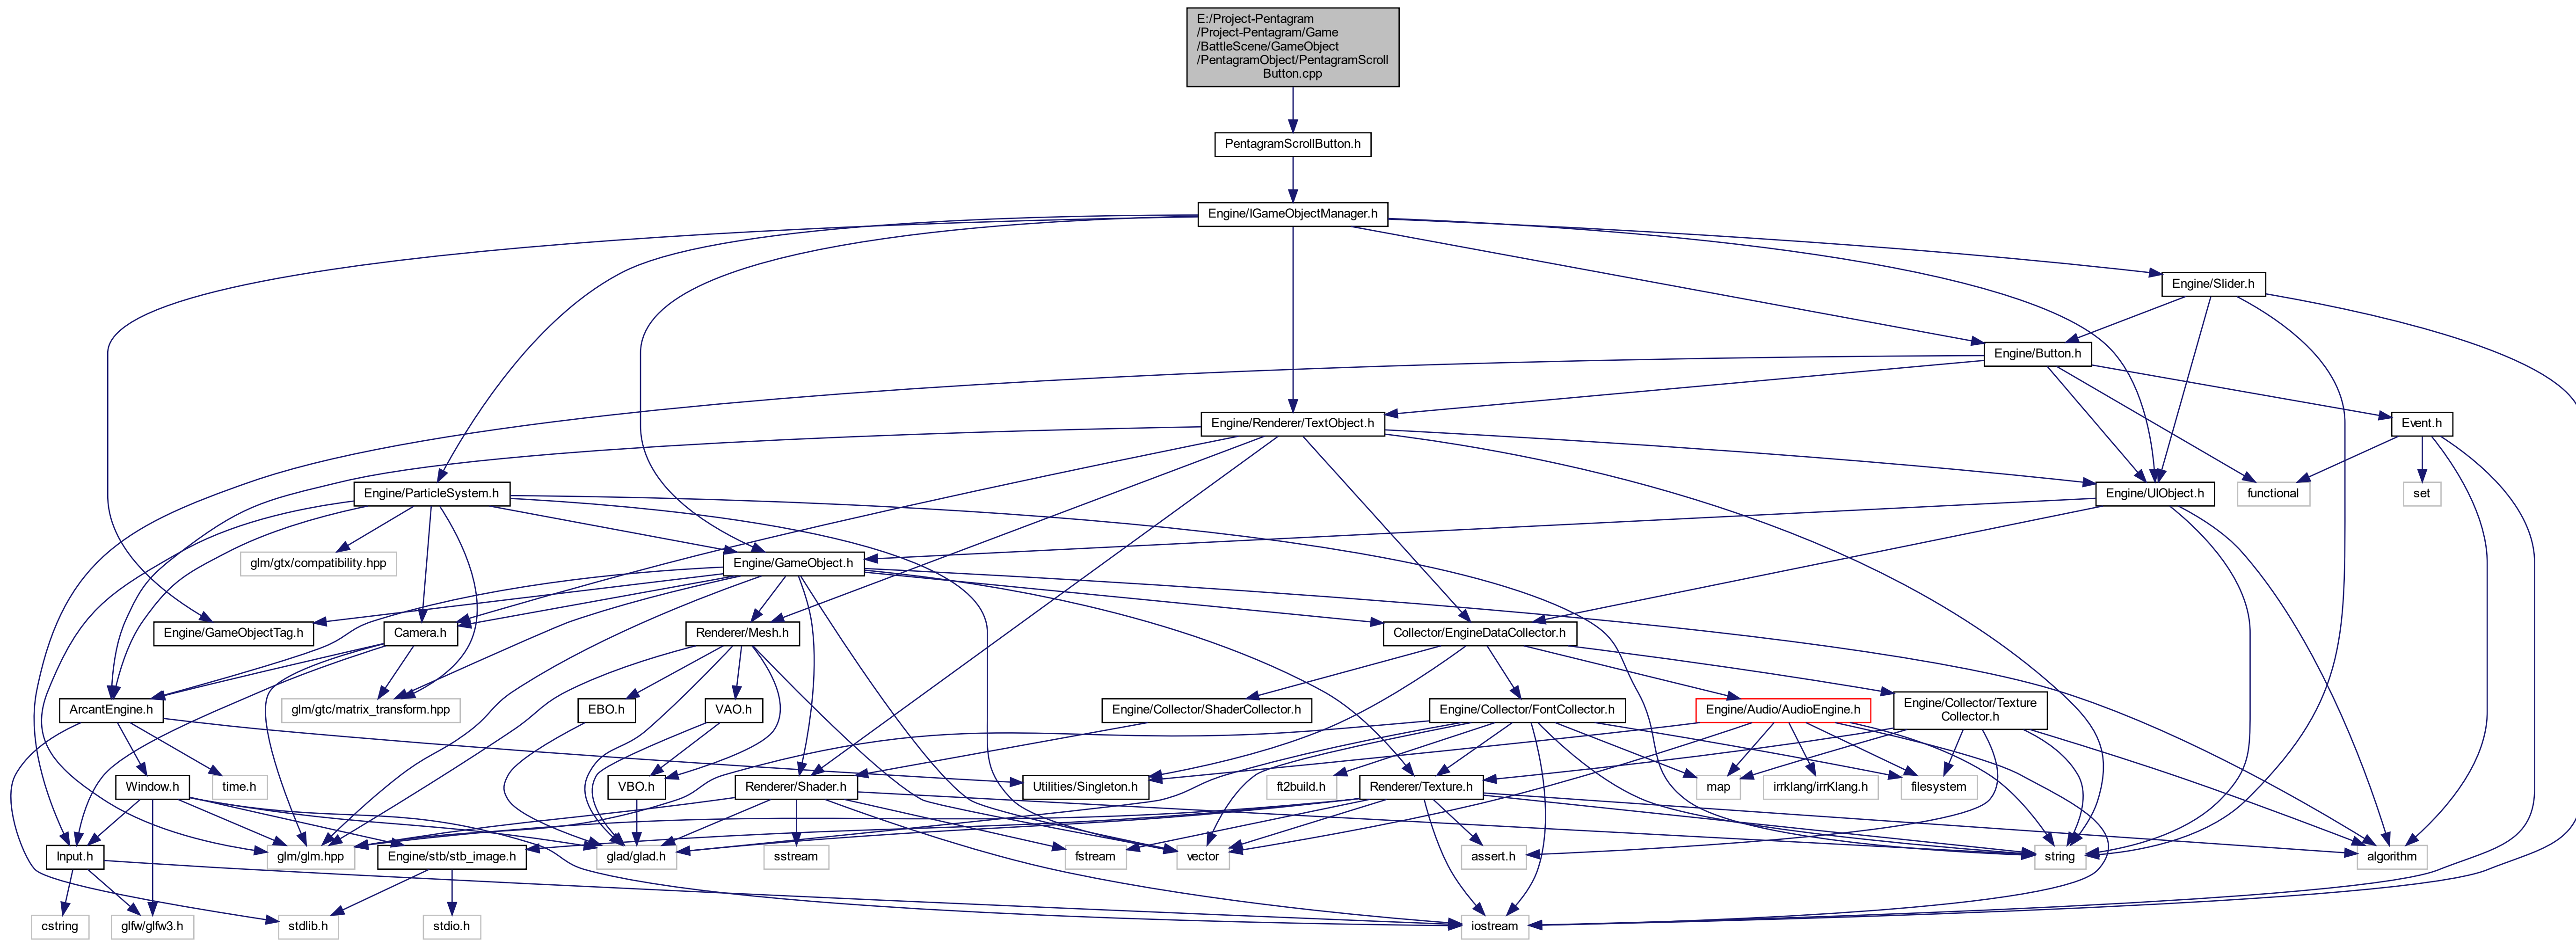 E:/Project-Pentagram
/Project-Pentagram/Game
/BattleScene/GameObject
/PentagramObject/PentagramScroll
Button.cpp
PentagramScrollButton.h
Engine/IGameObjectManager.h
Engine/Slider.h
Engine/Button.h
Engine/Renderer/TextObject.h
Event.h
Engine/ParticleSystem.h
Engine/UIObject.h
functional
set
glm/gtx/compatibility.hpp
Engine/GameObject.h
Engine/GameObjectTag.h
Camera.h
Renderer/Mesh.h
Collector/EngineDataCollector.h
ArcantEngine.h
glm/gtc/matrix_transform.hpp
EBO.h
VAO.h
Engine/Collector/ShaderCollector.h
Engine/Collector/FontCollector.h
Engine/Audio/AudioEngine.h
Engine/Collector/Texture
Collector.h
Window.h
time.h
VBO.h
Renderer/Shader.h
Utilities/Singleton.h
ft2build.h
Renderer/Texture.h
map
irrklang/irrKlang.h
filesystem
Input.h
glm/glm.hpp
Engine/stb/stb_image.h
glad/glad.h
sstream
fstream
vector
assert.h
string
algorithm
cstring
glfw/glfw3.h
stdlib.h
stdio.h
iostream